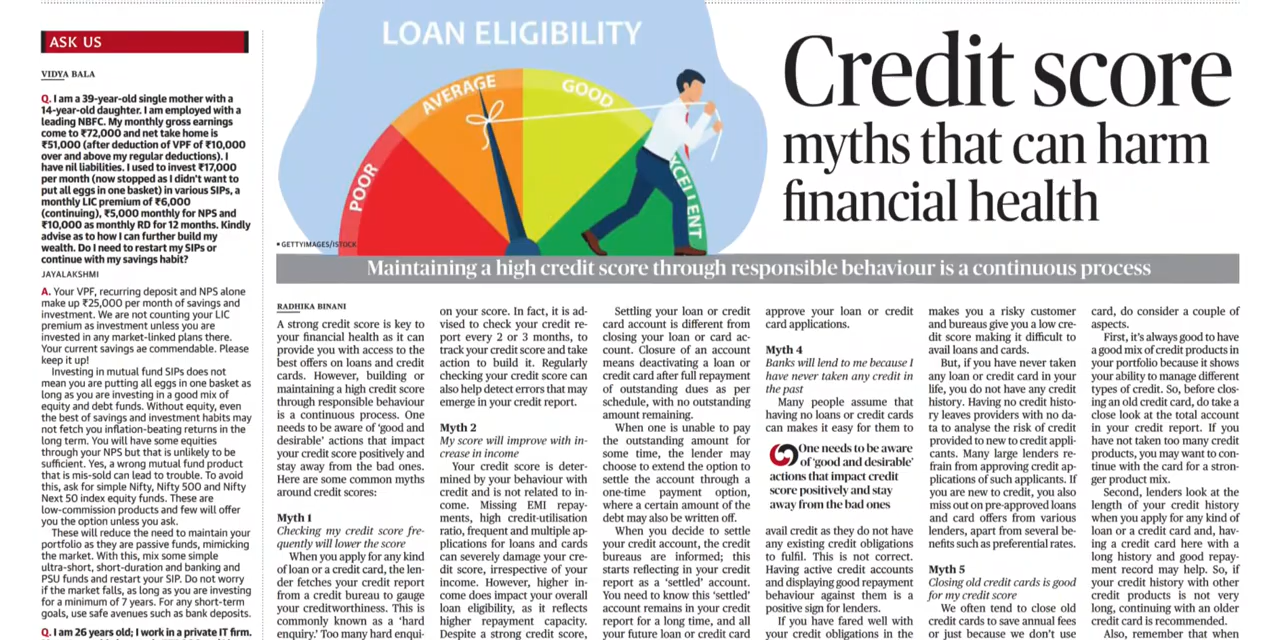 ASK US
VIDYA BALA
Q. I am a 39-year-old single mother with a
14-year-old daughter. I am employed with a
leading NBFC. My monthly gross earnings
come to ₹72,000 and net take home is
₹51,000 (after deduction of VPF of ₹10,000
over and above my regular deductions). I
have nil liabilities. I used to invest ₹17,000
per month (now stopped as I didn't want to
put all eggs in one basket) in various SIPs, a
monthly LIC premium of ₹6,000
(continuing), ₹5,000 monthly for NPS and
₹10,000 as monthly RD for 12 months. Kindly
advise as to how I can further build my
wealth. Do I need to restart my SIPs or
continue with my savings habit?
JAYALAKSHMI
A. Your VPF, recurring deposit and NPS alone
make up ₹25,000 per month of savings and
investment. We are not counting your LIC
premium as investment unless you are
invested in any market-linked plans there.
Your current savings ae commendable. Please
keep it up!
Investing in mutual fund SIPs does not
mean you are putting all eggs in one basket as
long as you are investing in a good mix of
equity and debt funds. Without equity, even
the best of savings and investment habits may
not fetch you inflation-beating returns in the
long term. You will have some equities
through your NPS but that is unlikely to be
sufficient. Yes, a wrong mutual fund product
that is mis-sold can lead to trouble. To avoid
this, ask for simple Nifty, Nifty 500 and Nifty
Next 50 index equity funds. These are
low-commission products and few will offer
you the option unless you ask.
These will reduce the need to maintain your
portfolio as they are passive funds, mimicking
the market. With this, mix some simple
ultra-short, short-duration and banking and
PSU funds and restart your SIP. Do not worry
if the market falls, as long as you are investing
for a minimum of 7 years. For any short-term
goals, use safe avenues such as bank deposits.
Q. I am 26 years old; I work in a private IT firm.
LOAN ELIGIBILITY
POOR
AVERAGE
GOOD
XCELLENT
• GETTYIMAGES/ISTOCK
Credit score
myths that can harm
financial health
Maintaining a high credit score through responsible behaviour is a continuous process
RADHIKA BINANI
A strong credit score is key to
your financial health as it can
provide you with access to the
best offers on loans and credit
cards. However, building or
maintaining a high credit score
through responsible behaviour
is a continuous process. One
needs to be aware of 'good and
desirable' actions that impact
your credit score positively and
stay away from the bad ones.
Here are some common myths
around credit scores:
Myth 1
Checking my credit score fre-
quently will lower the score
When you apply for any kind
of loan or a credit card, the len-
der fetches your credit report
from a credit bureau to gauge
your creditworthiness. This is
commonly known as a 'hard
enquiry.' Too many hard enqui-
on your score. In fact, it is ad-
vised to check your credit re-
port every 2 or 3 months, to
track your credit score and take
action to build it. Regularly
checking your credit score can
also help detect errors that may
emerge in your credit report.
Myth 2
My score will improve with in-
crease in income
Your credit score is deter-
mined by your behaviour with
credit and is not related to in-
come. Missing EMI repay-
ments, high credit-utilisation
ratio, frequent and multiple ap-
plications for loans and cards
can severely damage your cre-
dit score, irrespective of your
income. However, higher in-
come does impact your overall
loan eligibility, as it reflects
higher repayment capacity.
Despite a strong credit score,
Settling your loan or credit
card account is different from
closing your loan or card ac-
count. Closure of an account
means deactivating a loan or
credit card after full repayment
of outstanding dues as per
schedule, with no outstanding
amount remaining.
When one is unable to pay
the outstanding amount for
some time, the lender may
choose to extend the option to
settle the account through a
one-time payment option,
where a certain amount of the
debt may also be written off.
When you decide to settle
your credit account, the credit
bureaus are informed; this
starts reflecting in your credit
report as a 'settled' account.
You need to know this 'settled'
account remains in your credit
report for a long time, and all
your future loan or credit card
approve your loan or credit
card applications.
Myth 4
Banks will lend to me because I
have never taken any credit in
the past
Many people assume that
having no loans or credit cards
can makes it easy for them to
One needs to be aware
of 'good and desirable'
actions that impact credit
score positively and stay
away from the bad ones
avail credit as they do not have
any existing credit obligations
to fulfil. This is not correct.
Having active credit accounts
and displaying good repayment
behaviour against them is a
positive sign for lenders.
If you have fared well with
your credit obligations in the
makes you a risky customer
and bureaus give you a low cre-
dit score making it difficult to
avail loans and cards.
But, if you have never taken
any loan or credit card in your
life, you do not have any credit
history. Having no credit histo-
ry leaves providers with no da-
ta to analyse the risk of credit
provided to new to credit appli-
cants. Many large lenders re-
frain from approving credit ap-
plications of such applicants. If
you are new to credit, you also
miss out on pre-approved loans
and card offers from various
lenders, apart from several be-
nefits such as preferential rates.
Myth 5
Closing old credit cards is good
for my credit score
We often tend to close old
credit cards to save annual fees
or just because we don't use
card, do consider a couple of
aspects.
First, it's always good to have
a good mix of credit products in
your portfolio because it shows
your ability to manage different
types of credit. So, before clos-
ing an old credit card, do take a
close look at the total account
in your credit report. If you
have not taken too many credit
products, you may want to con-
tinue with the card for a stron-
ger product mix.
Second, lenders look at the
length of your credit history
when you apply for any kind of
loan or a credit card and, hav-
ing a credit card here with a
long history and good repay-
ment record may help. So, if
your credit history with other
credit products is not very
long, continuing with an older
credit card is recommended.
Also, remember that when